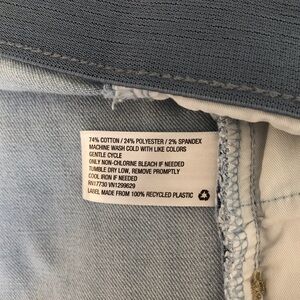 74% COTTON / 24% POLYESTER / 2% SPANDEX
MACHINE WASH COLD WITH LIKE COLORS
GENTLE CYCLE
ONLY NON-CHLORINE BLEACH IF NEEDED
TUMBLE DRY LOW, REMOVE PROMPTLY
COOL IRON IF NEEDED
RN17730 VN1299629
LABEL MADE FROM 100% RECYCLED PLASTIC